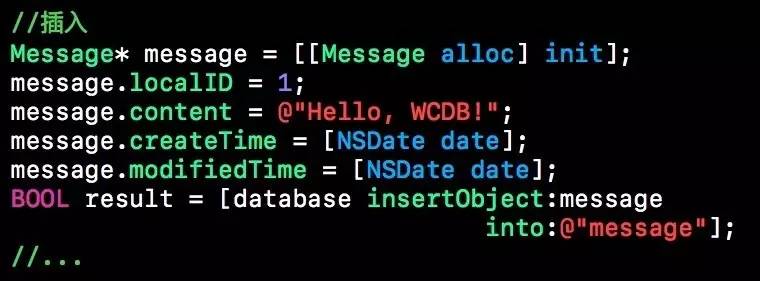 //插入
Message* message = [[Message alloc] init];
message.localID = 1;
message.content = @"Hello, WCDB!";
message.createTime = [NSDate date];
message.modifiedTime = [NSDate date];
BOOL result = [database insertObject:message
into:@"message"];
//...